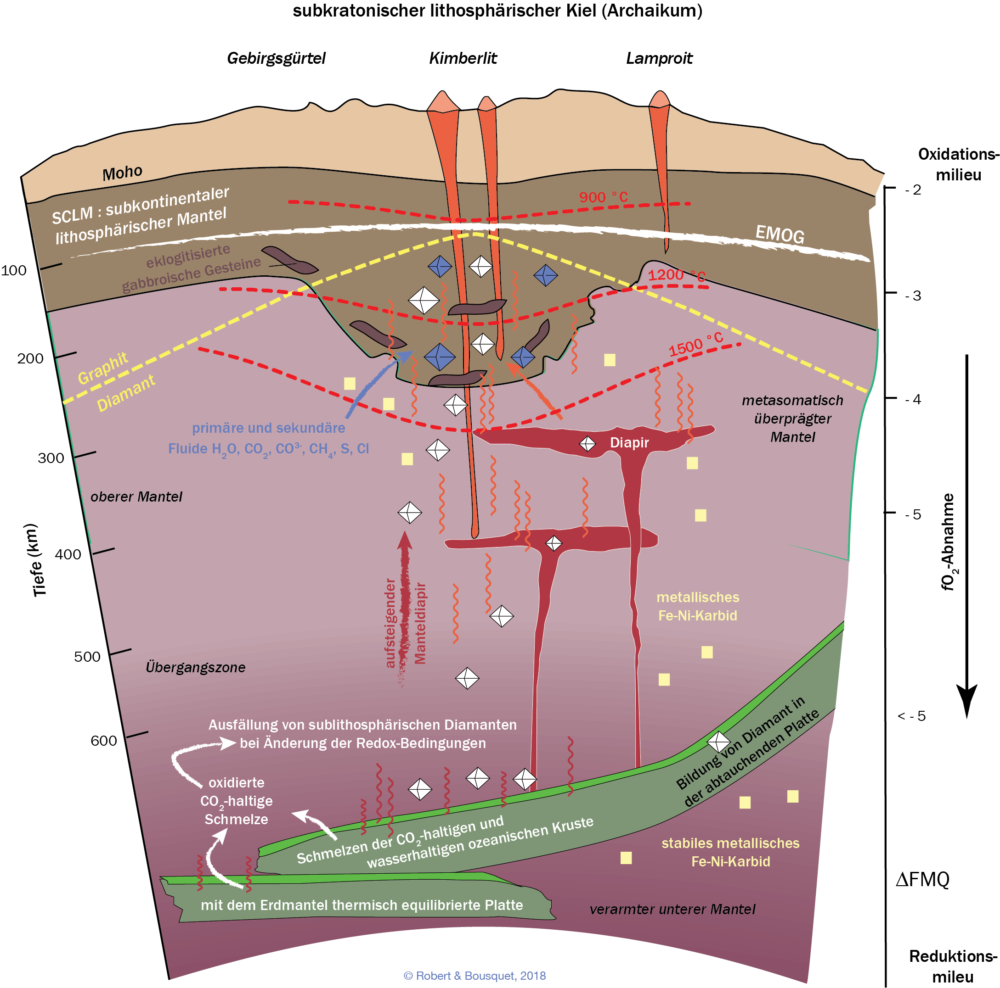 subkratonischer lithosphärischer Kiel (Archaikum)
Gebirgsgürtel
Kimberlit
Lamproit
Oxidations-
milieu
Moho
SCLM : subkontinentaler
lithosphärischer Mantel
900 °C
- 2
EMOG
eklogitisierte
gabbroische Gesteine
100
1200 °C
- 3
1500 °C
200
Graphit
Diamant
- 4
metasomatisch
überprägter
Mantel
primäre und sekundäre
Fluide H₂O, CO₂, CO³⁻, CH₄, S, Cl
Diapir
300
oberer Mantel
- 5
Tiefe (km)
400
fO₂-Abnahme
aufsteigender
Manteldiapir
metallisches
Fe-Ni-Karbid
500
Übergangszone
< - 5
Ausfällung von sublithosphärischen Diamanten
bei Änderung der Redox-Bedingungen
600
Bildung von Diamant in
der abtauchenden Platte
oxidierte
CO₂-haltige
Schmelze
Schmelzen der CO₂-haltigen und
wasserhaltigen ozeanischen Kruste
stabiles metallisches
Fe-Ni-Karbid
ΔFMQ
mit dem Erdmantel thermisch equilibrierte Platte
verarmter unterer Mantel
Reduktions-
mileu
© Robert & Bousquet, 2018